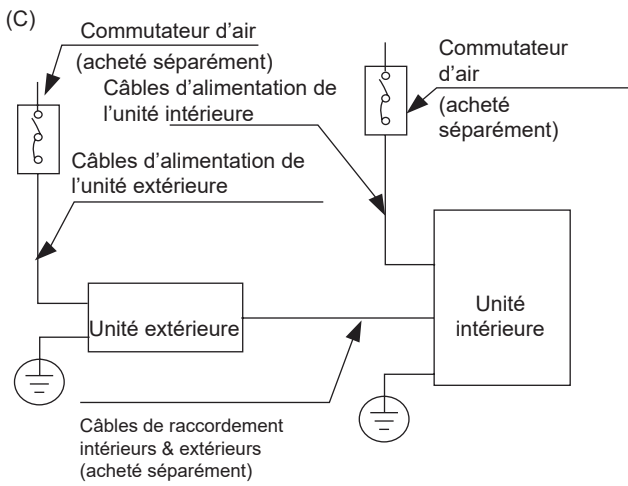 (C)
Commutateur d'air
(acheté séparément)
Câbles d'alimentation de
l'unité intérieure
Commutateur
d'air
(acheté
séparément)
Câbles d'alimentation de
l'unité extérieure
Unité extérieure
Unité
intérieure
Câbles de raccordement
intérieurs & extérieurs
(acheté séparément)